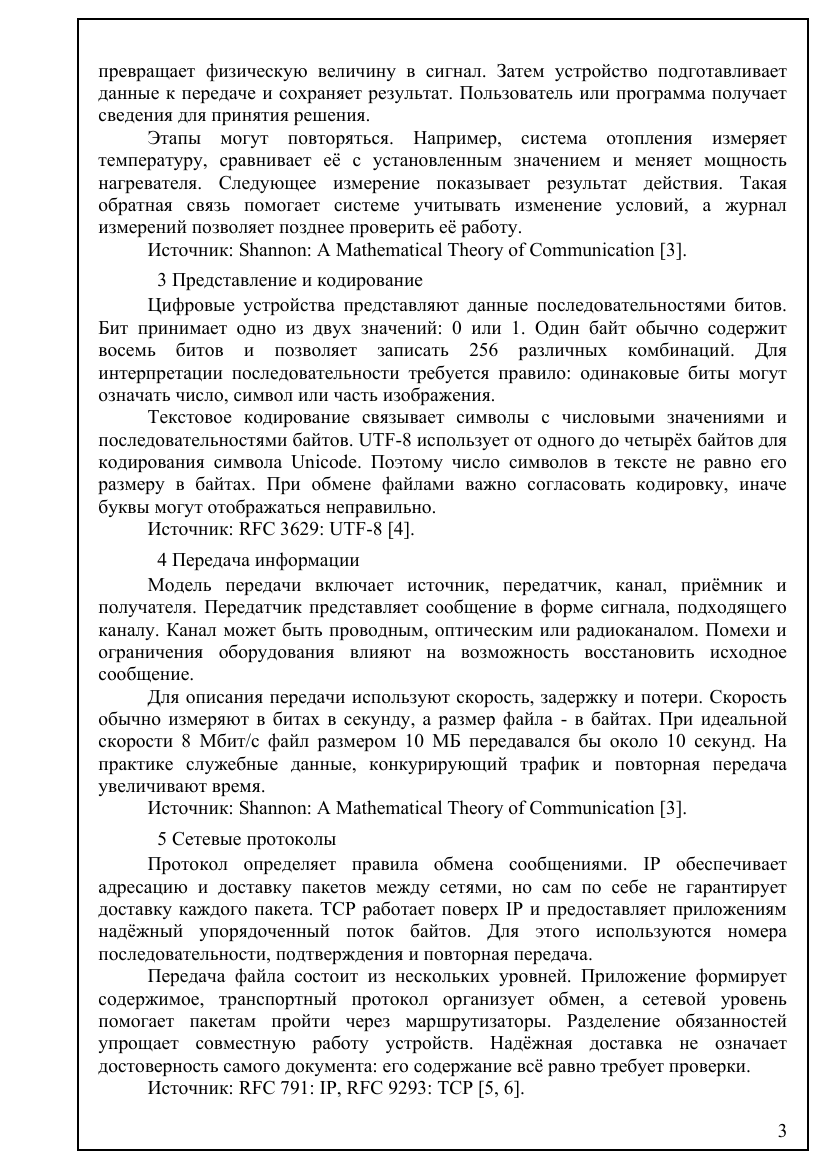 превращает физическую величину в сигнал. Затем устройство подготавливает
данные к передаче и сохраняет результат. Пользователь или программа получает
сведения для принятия решения.
Этапы могут повторяться. Например, система отопления измеряет
температуру, сравнивает её с установленным значением и меняет мощность
нагревателя. Следующее измерение показывает результат действия. Такая
обратная связь помогает системе учитывать изменение условий, а журнал
измерений позволяет позднее проверить её работу.
Источник: Shannon: A Mathematical Theory of Communication [3].
3 Представление и кодирование
Цифровые устройства представляют данные последовательностями битов.
Бит принимает одно из двух значений: 0 или 1. Один байт обычно содержит
восемь битов и позволяет записать 256 различных комбинаций. Для
интерпретации последовательности требуется правило: одинаковые биты могут
означать число, символ или часть изображения.
Текстовое кодирование связывает символы с числовыми значениями и
последовательностями байтов. UTF-8 использует от одного до четырёх байтов для
кодирования символа Unicode. Поэтому число символов в тексте не равно его
размеру в байтах. При обмене файлами важно согласовать кодировку, иначе
буквы могут отображаться неправильно.
Источник: RFC 3629: UTF-8 [4].
4 Передача информации
Модель передачи включает источник, передатчик, канал, приёмник и
получателя. Передатчик представляет сообщение в форме сигнала, подходящего
каналу. Канал может быть проводным, оптическим или радиоканалом. Помехи и
ограничения оборудования влияют на возможность восстановить исходное
сообщение.
Для описания передачи используют скорость, задержку и потери. Скорость
обычно измеряют в битах в секунду, а размер файла - в байтах. При идеальной
скорости 8 Мбит/с файл размером 10 МБ передавался бы около 10 секунд. На
практике служебные данные, конкурирующий трафик и повторная передача
увеличивают время.
Источник: Shannon: A Mathematical Theory of Communication [3].
5 Сетевые протоколы
Протокол определяет правила обмена сообщениями. IP обеспечивает
адресацию и доставку пакетов между сетями, но сам по себе не гарантирует
доставку каждого пакета. TCP работает поверх IP и предоставляет приложениям
надёжный упорядоченный поток байтов. Для этого используются номера
последовательности, подтверждения и повторная передача.
Передача файла состоит из нескольких уровней. Приложение формирует
содержимое, транспортный протокол организует обмен, а сетевой уровень
помогает пакетам пройти через маршрутизаторы. Разделение обязанностей
упрощает совместную работу устройств. Надёжная доставка не означает
достоверность самого документа: его содержание всё равно требует проверки.
Источник: RFC 791: IP, RFC 9293: TCP [5, 6].
3